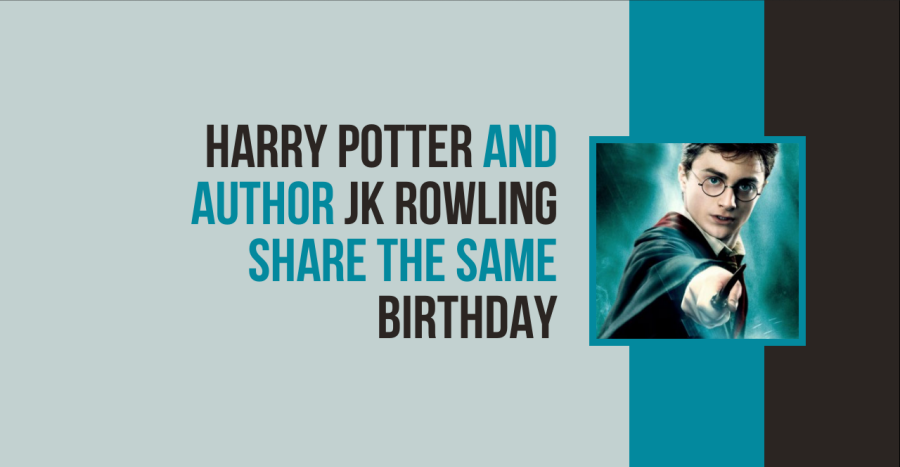 HARRY POTTER AND
AUTHOR JK ROWLING
SHARE THE SAME
BIRTHDAY